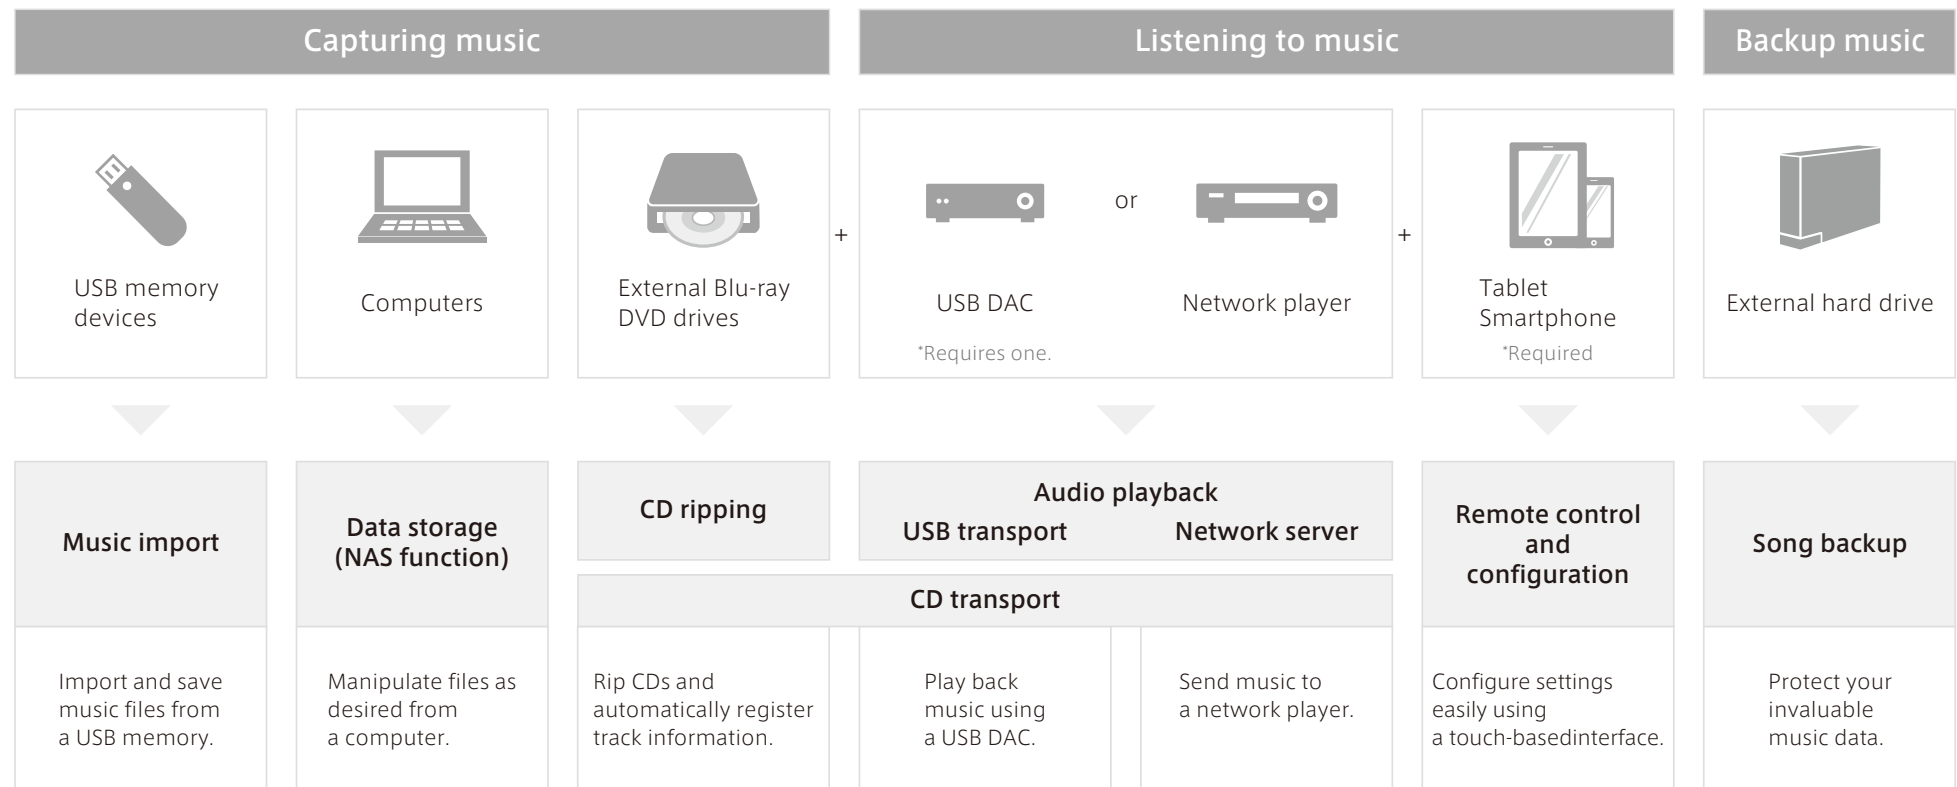 Capturing music
Listening to music
Backup music
USB memory
devices
Computers
External Blu-ray
DVD drives
+
USB DAC
*Requires one.
or
Network player
+
Tablet
Smartphone
*Required
External hard drive
Music import
Data storage
(NAS function)
CD ripping
Audio playback
USB transport
Network server
CD transport
Remote control
and
configuration
Song backup
Import and save
music files from
a USB memory.
Manipulate files as
desired from
a computer.
Rip CDs and
automatically register
track information.
Play back
music using
a USB DAC.
Send music to
a network player.
Configure settings
easily using
a touch-basedinterface.
Protect your
invaluable
music data.